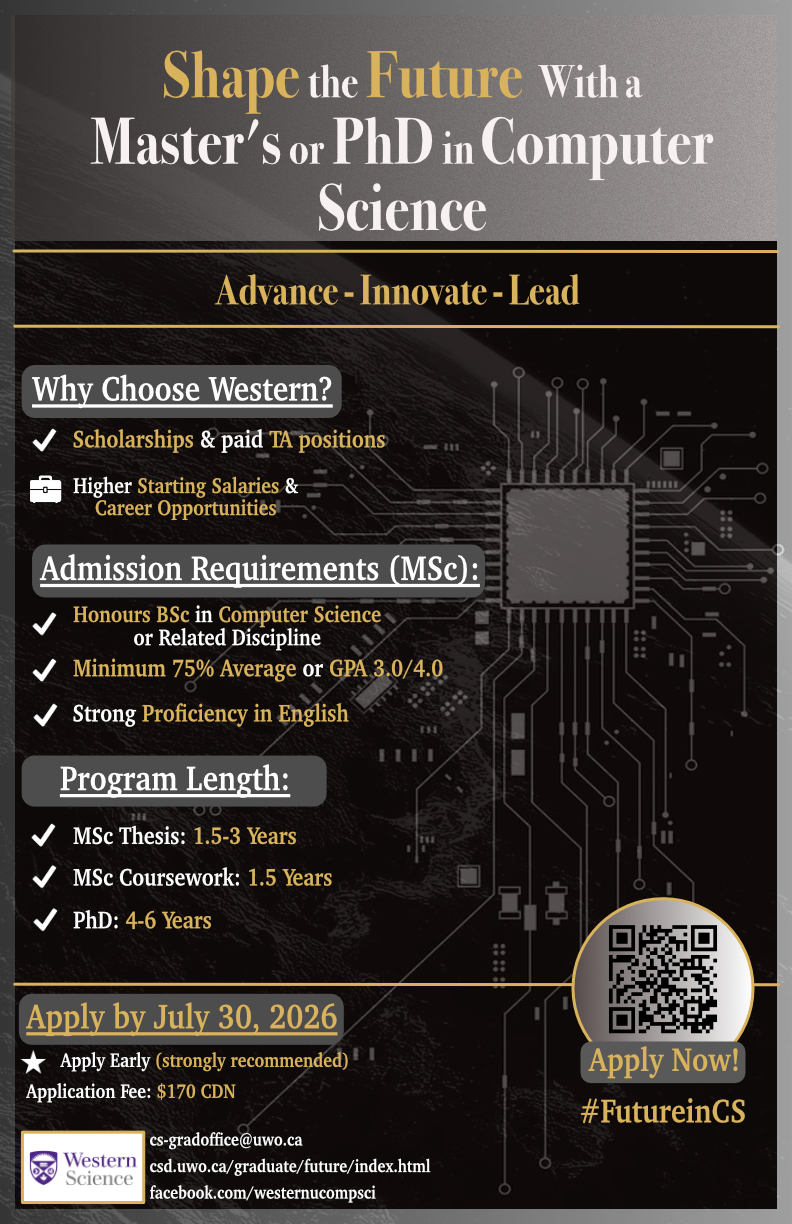 Shape the Future With a
Master's or PhD in Computer
Science
Advance - Innovate - Lead
Why Choose Western?
Scholarships & paid TA positions
Higher Starting Salaries &
Career Opportunities
Admission Requirements (MSc):
Honours BSc in Computer Science
or Related Discipline
Minimum 75% Average or GPA 3.0/4.0
Strong Proficiency in English
Program Length:
MSc Thesis: 1.5-3 Years
MSc Coursework: 1.5 Years
PhD: 4-6 Years
Apply by July 30, 2026
Apply Early (strongly recommended)
Application Fee: $170 CDN
Apply Now!
#FutureinCS
Western
Science
cs-gradoffice@uwo.ca
csd.uwo.ca/graduate/future/index.html
facebook.com/westernucompsci